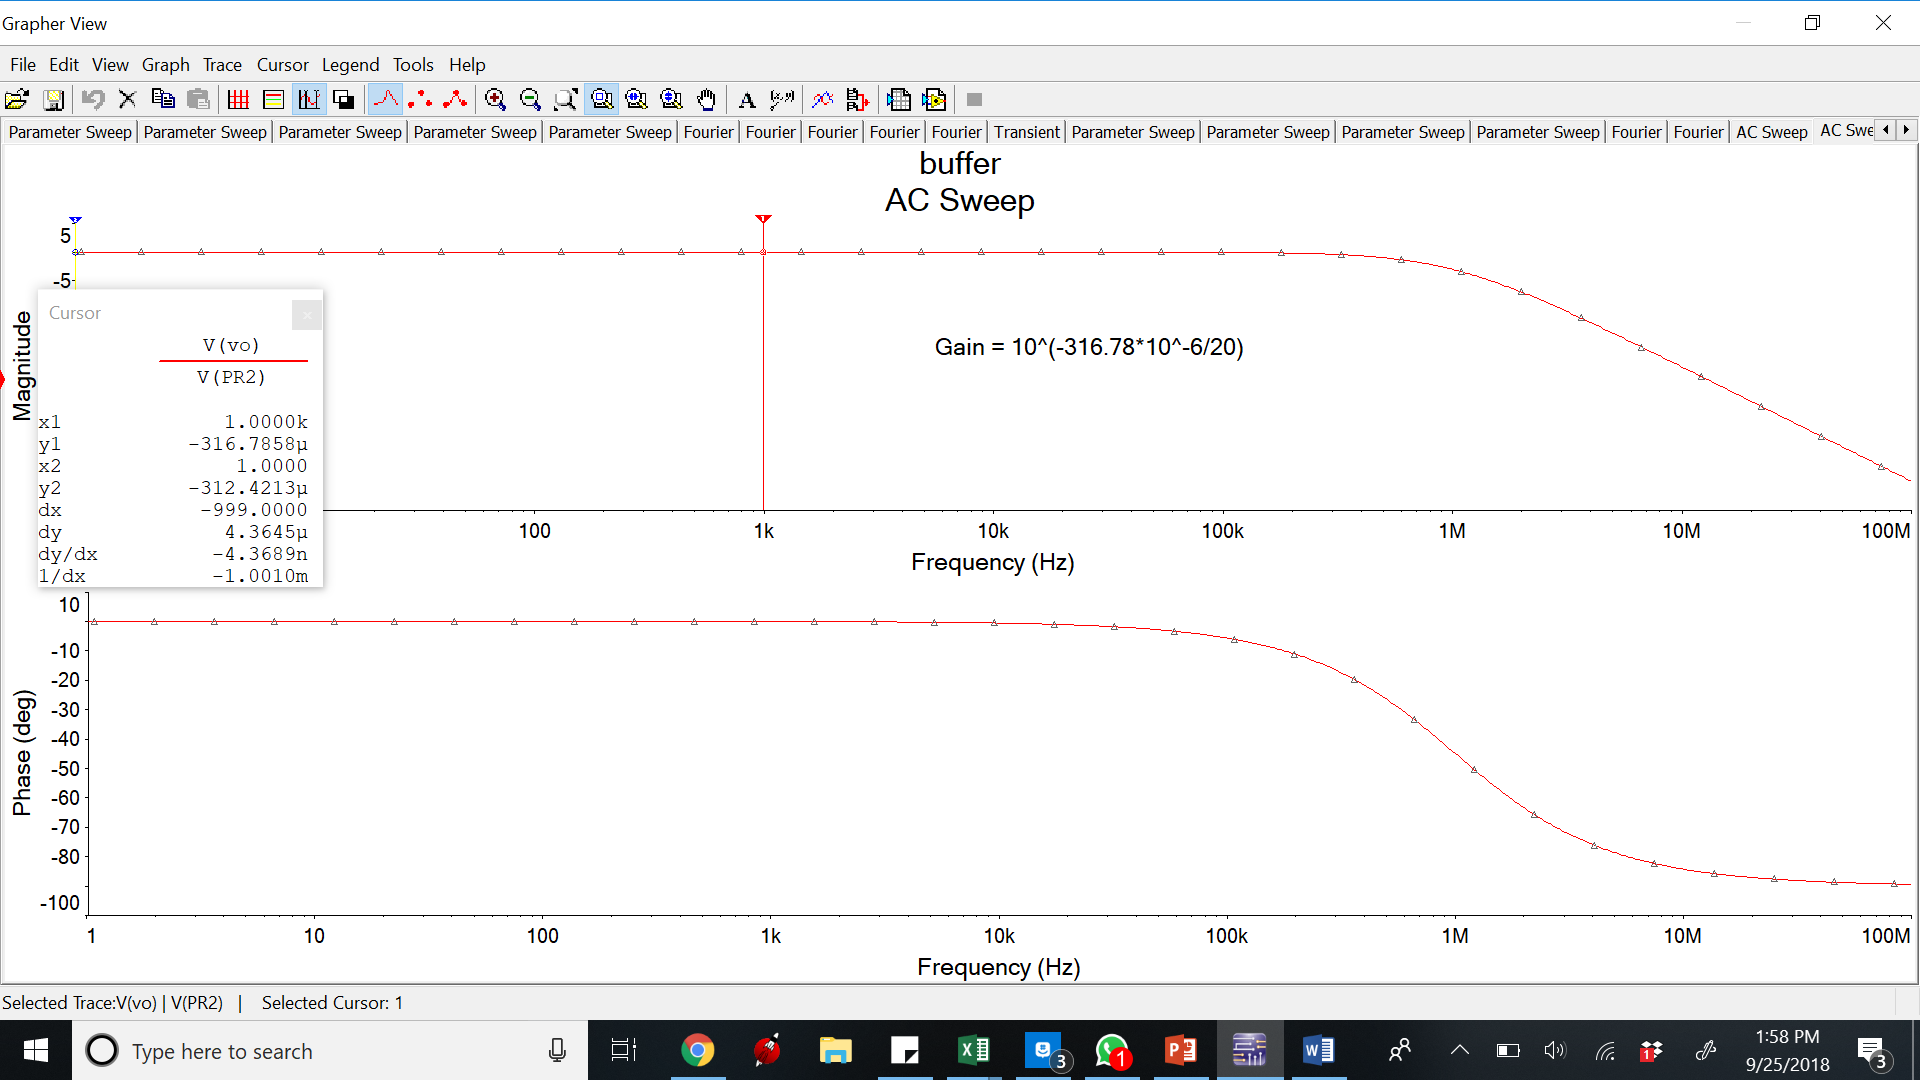 Grapher View
File Edit View Graph Trace Cursor Legend Tools Help
Parameter Sweep Parameter Sweep Parameter Sweep Parameter Sweep Parameter Sweep Fourier Fourier Fourier Fourier Fourier Transient Parameter Sweep Parameter Sweep Parameter Sweep Parameter Sweep Fourier Fourier AC Sweep AC Swe
buffer
AC Sweep
5
-5
Magnitude
Gain = 10^(-316.78*10^-6/20)
Cursor
V(vo)
V(PR2)
x1 1.0000k
y1 -316.7858µ
x2 1.0000
y2 -312.4213µ
dx -999.0000
dy 4.3645µ
dy/dx -4.3689n
1/dx -1.0010m
100 1k 10k 100k 1M 10M 100M
Frequency (Hz)
10
-10
-20
-30
-40
-50
-60
-70
-80
-100
Phase (deg)
1 10 100 1k 10k 100k 1M 10M 100M
Frequency (Hz)
Selected Trace:V(vo) | V(PR2) | Selected Cursor: 1
Type here to search
3
1
1
1:58 PM
9/25/2018
3